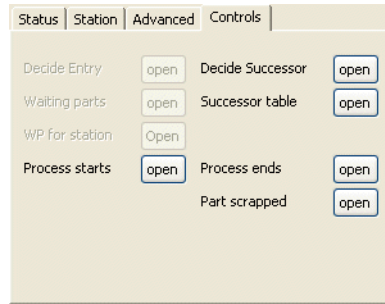 Status Station Advanced Controls
Decide Entry open Decide Successor open
Waiting parts open Successor table open
WP for station Open
Process starts open Process ends open
Part scrapped open